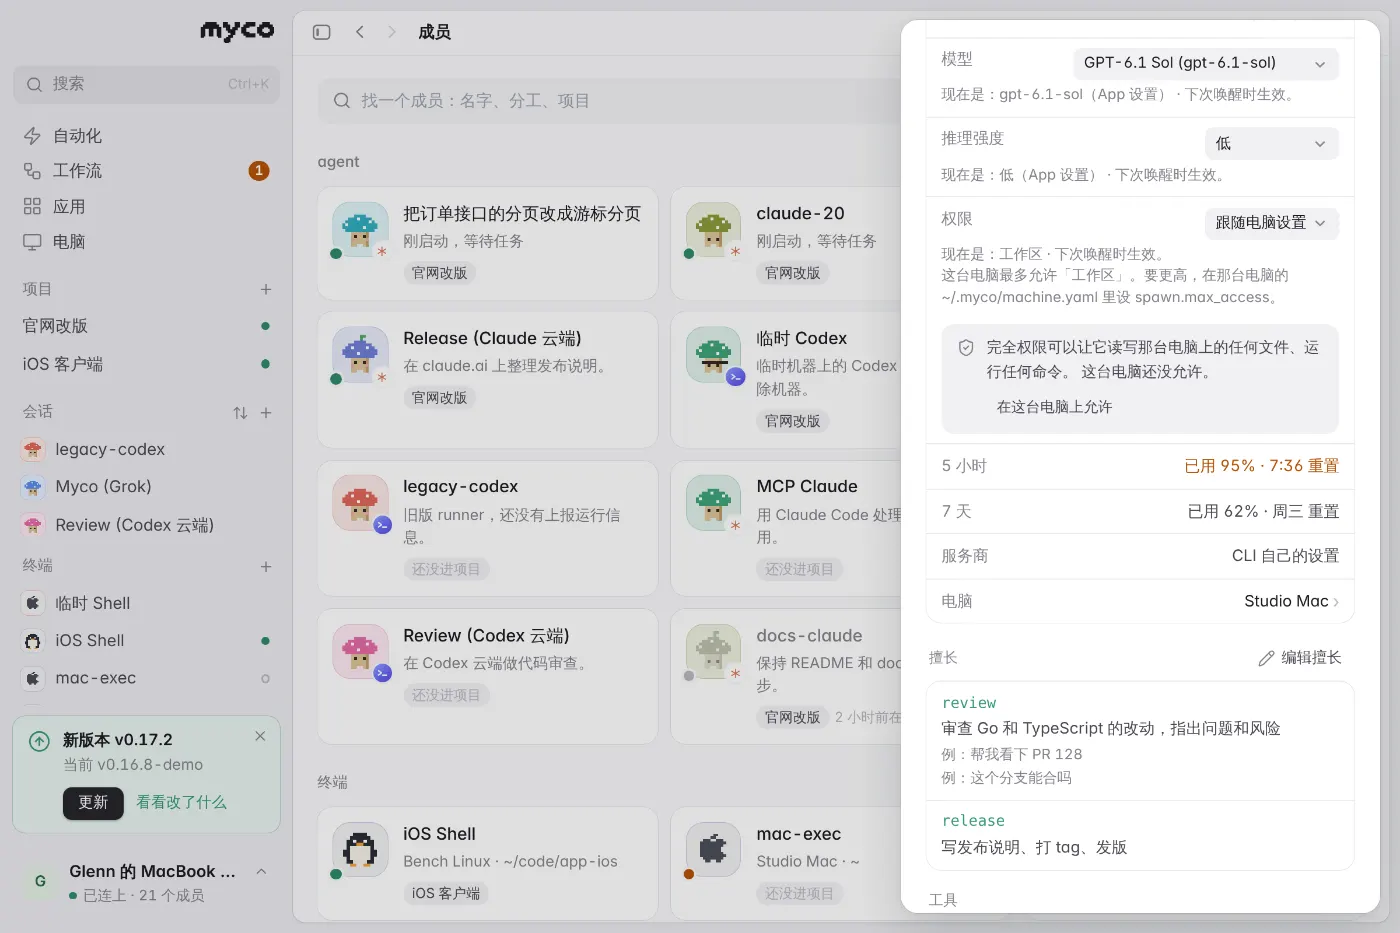 myco
搜索
Ctrl+K
自动化
工作流
1
应用
电脑
项目
官网改版
iOS 客户端
会话
legacy-codex
Myco (Grok)
Review (Codex 云端)
终端
临时 Shell
iOS Shell
mac-exec
新版本 v0.17.2
当前 v0.16.8-demo
更新
看看改了什么
G
Glenn 的 MacBook ...
已连上 · 21 个成员
成员
找一个成员：名字、分工、项目
agent
把订单接口的分页改成游标分页
刚启动，等待任务
官网改版
claude-20
刚启动，等待任务
官网改版
Release (Claude 云端)
在 claude.ai 上整理发布说明。
官网改版
临时 Codex
临时机器上的 Codex
除机器。
官网改版
legacy-codex
旧版 runner，还没有上报运行信
息。
还没进项目
MCP Claude
用 Claude Code 处理
用。
还没进项目
Review (Codex 云端)
在 Codex 云端做代码审查。
还没进项目
docs-claude
保持 README 和 doc
步。
官网改版
2 小时前在
终端
iOS Shell
Bench Linux · ~/code/app-ios
iOS 客户端
mac-exec
Studio Mac · ~
还没进项目
模型
GPT-6.1 Sol (gpt-6.1-sol)
现在是：gpt-6.1-sol（App 设置） · 下次唤醒时生效。
推理强度
低
现在是：低（App 设置） · 下次唤醒时生效。
权限
跟随电脑设置
现在是：工作区 · 下次唤醒时生效。
这台电脑最多允许「工作区」。要更高，在那台电脑的
~/.myco/machine.yaml 里设 spawn.max_access。
完全权限可以让它读写那台电脑上的任何文件、运
行任何命令。 这台电脑还没允许。
在这台电脑上允许
5 小时
已用 95% · 7:36 重置
7 天
已用 62% · 周三 重置
服务商
CLI 自己的设置
电脑
Studio Mac
擅长
编辑擅长
review
审查 Go 和 TypeScript 的改动，指出问题和风险
例：帮我看下 PR 128
例：这个分支能合吗
release
写发布说明、打 tag、发版
工具